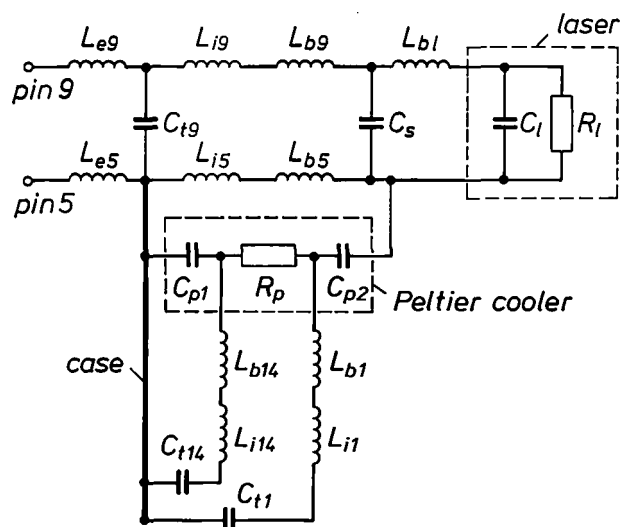 L_e9 L_i9 L_b9 L_bl laser
pin 9
C_t9 C_s C_l R_l
L_e5 L_i5 L_b5
pin 5
C_p1 R_p C_p2
Peltier cooler
case
L_b14 L_b1
L_i14 L_i1
C_t14
C_t1